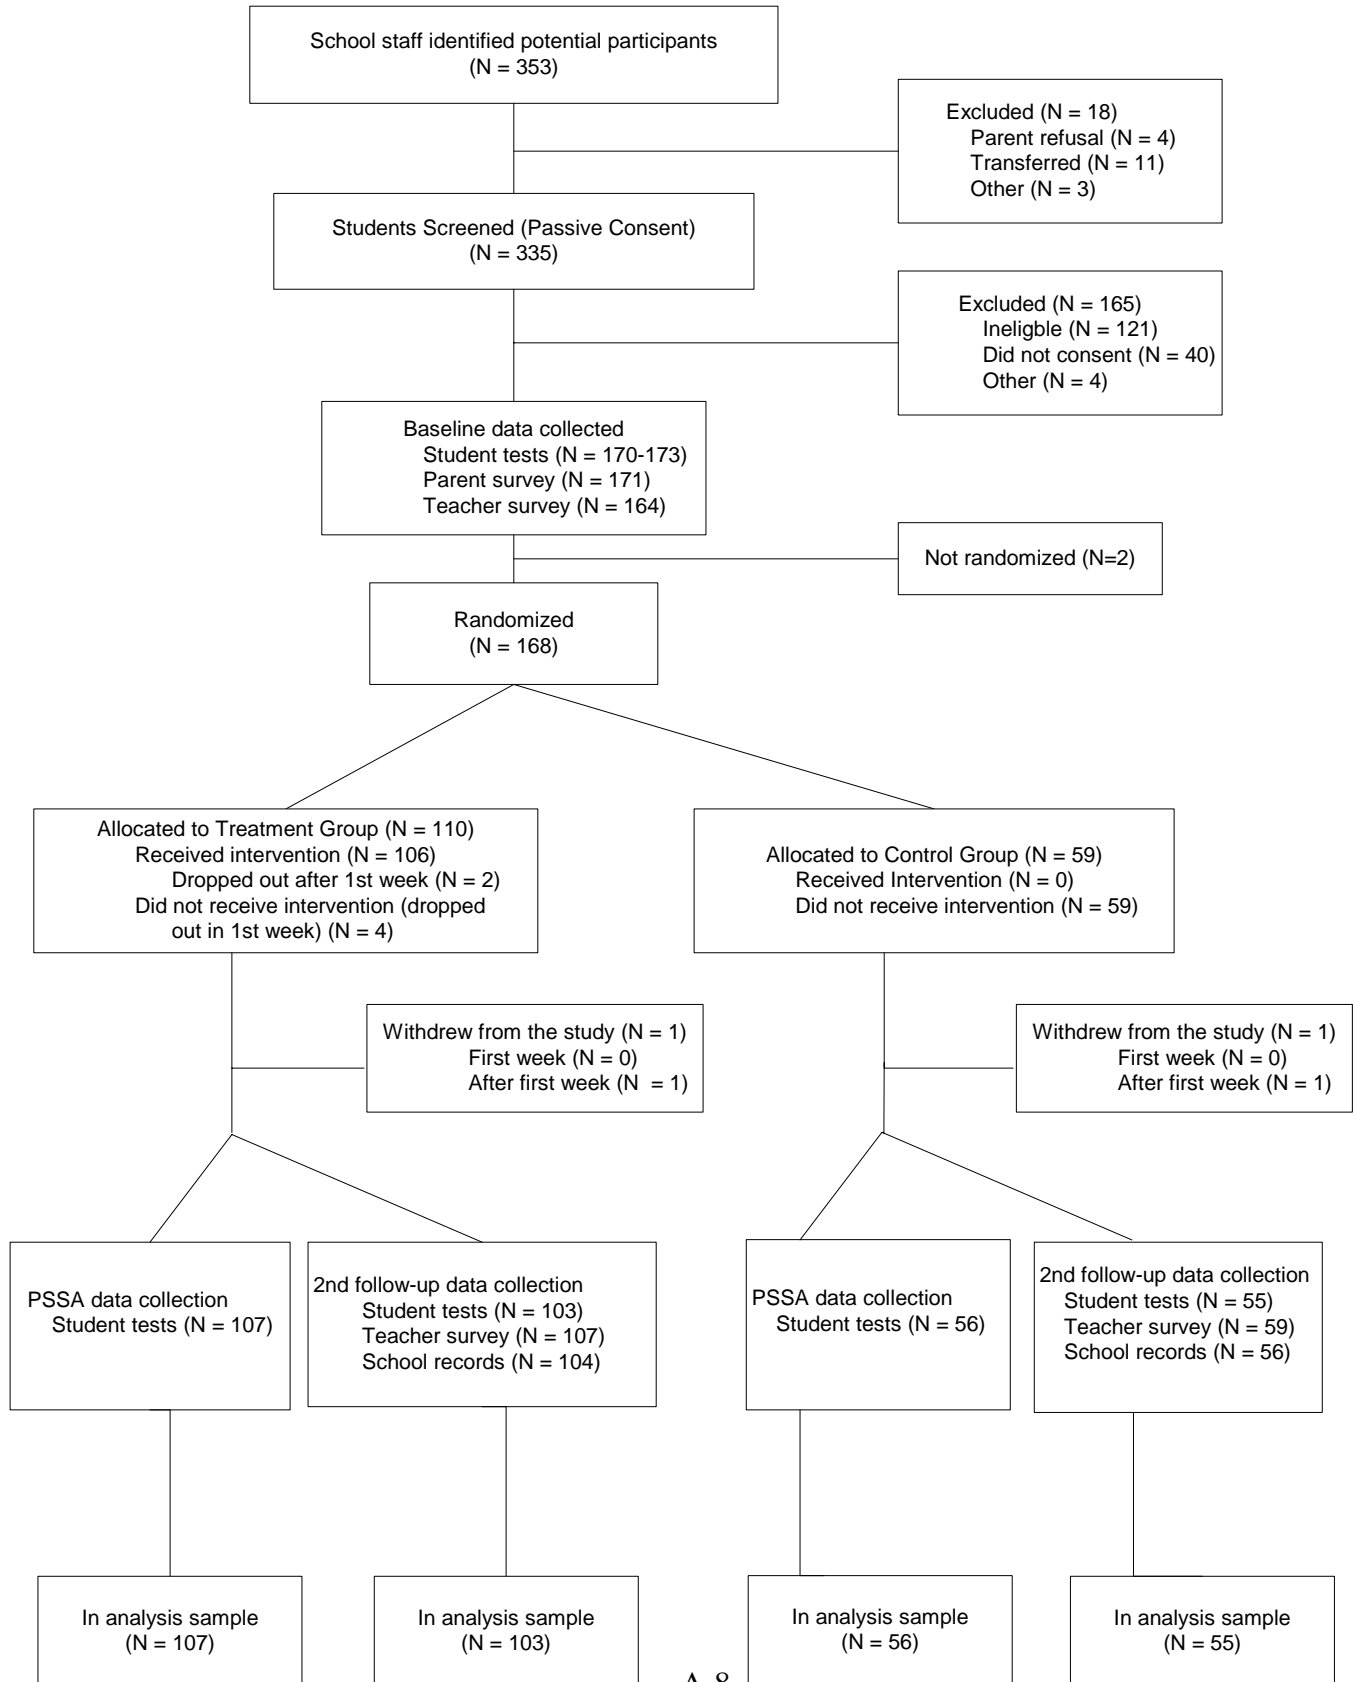 School staff identified potential participants
(N = 353)
Excluded (N = 18)
Parent refusal (N = 4)
Transferred (N = 11)
Other (N = 3)
Students Screened (Passive Consent)
(N = 335)
Excluded (N = 165)
Ineligble (N = 121)
Did not consent (N = 40)
Other (N = 4)
Baseline data collected
Student tests (N = 170-173)
Parent survey (N = 171)
Teacher survey (N = 164)
Not randomized (N=2)
Randomized
(N = 168)
Allocated to Treatment Group (N = 110)
Received intervention (N = 106)
Dropped out after 1st week (N = 2)
Did not receive intervention (dropped
out in 1st week) (N = 4)
Allocated to Control Group (N = 59)
Received Intervention (N = 0)
Did not receive intervention (N = 59)
Withdrew from the study (N = 1)
First week (N = 0)
After first week (N  = 1)
Withdrew from the study (N = 1)
First week (N = 0)
After first week (N = 1)
PSSA data collection
Student tests (N = 107)
2nd follow-up data collection
Student tests (N = 103)
Teacher survey (N = 107)
School records (N = 104)
PSSA data collection
Student tests (N = 56)
2nd follow-up data collection
Student tests (N = 55)
Teacher survey (N = 59)
School records (N = 56)
In analysis sample
(N = 107)
In analysis sample
(N = 103)
In analysis sample
(N = 56)
In analysis sample
(N = 55)